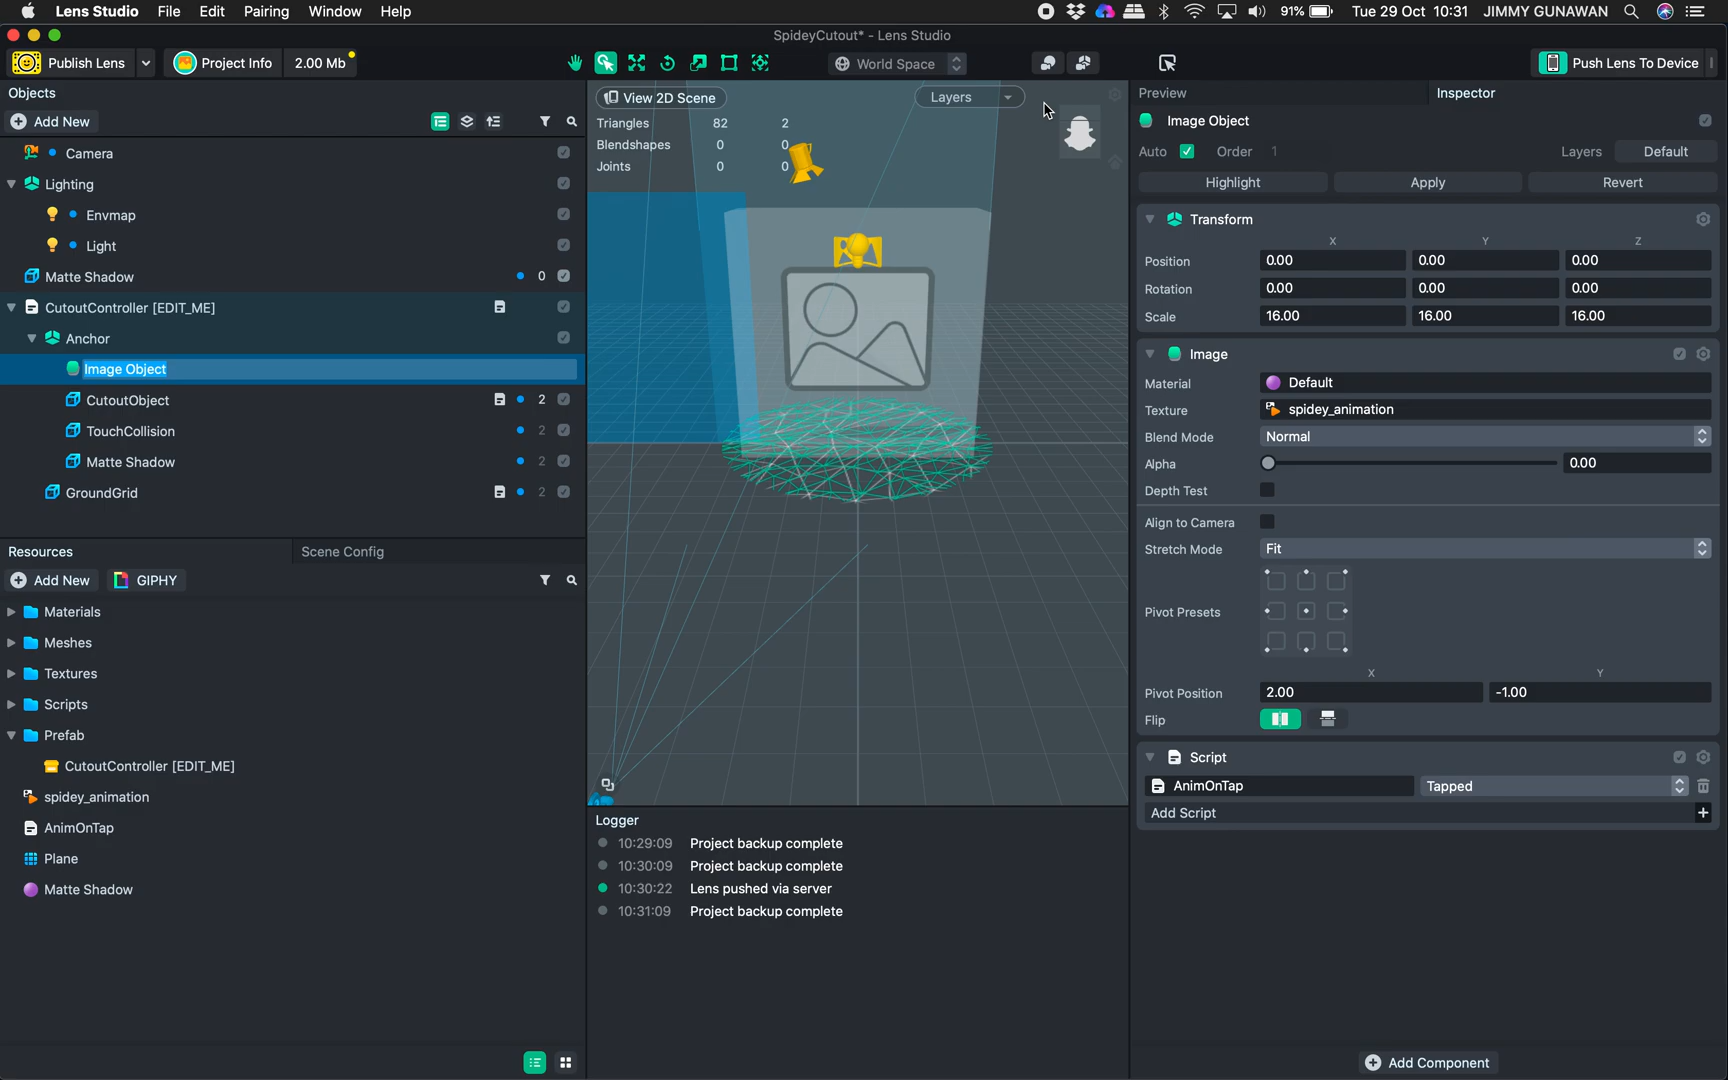 Lens Studio File Edit Pairing Window Help 91% Tue 29 Oct 10:31 JIMMY GUNAWAN
SpideyCutout* - Lens Studio
Publish Lens Project Info 2.00 Mb World Space Push Lens To Device
Objects
Add New
Camera
Lighting
Envmap
Light
Matte Shadow 0
CutoutController [EDIT_ME]
Anchor
Image Object
CutoutObject 2
TouchCollision 2
Matte Shadow 2
GroundGrid 2
Resources Scene Config
Add New GIPHY
Materials
Meshes
Textures
Scripts
Prefab
CutoutController [EDIT_ME]
spidey_animation
AnimOnTap
Plane
Matte Shadow
View 2D Scene Layers
Triangles 82 2
Blendshapes 0 0
Joints 0 0
Logger
10:29:09 Project backup complete
10:30:09 Project backup complete
10:30:22 Lens pushed via server
10:31:09 Project backup complete
Preview Inspector
Image Object
Auto Order 1 Layers Default
Highlight Apply Revert
Transform
X Y Z
Position 0.00 0.00 0.00
Rotation 0.00 0.00 0.00
Scale 16.00 16.00 16.00
Image
Material Default
Texture spidey_animation
Blend Mode Normal
Alpha 0.00
Depth Test
Align to Camera
Stretch Mode Fit
Pivot Presets
X Y
Pivot Position 2.00 -1.00
Flip
Script
AnimOnTap Tapped
Add Script +
Add Component